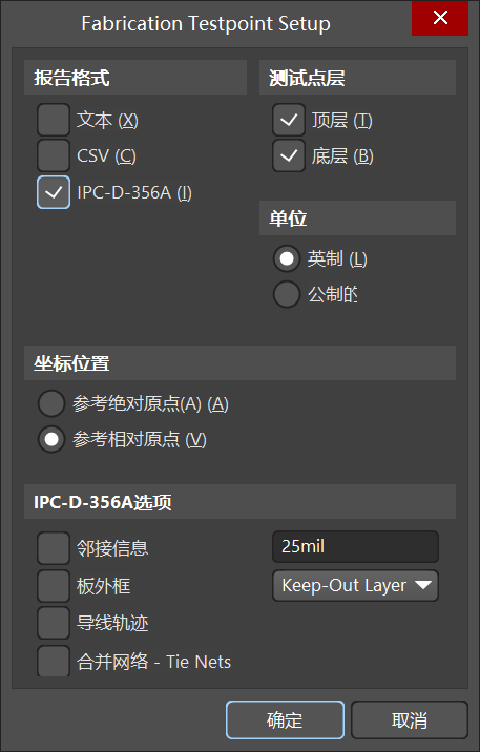 Fabrication Testpoint Setup
报告格式
文本 (X)
CSV (C)
IPC-D-356A (I)
测试点层
顶层 (T)
底层 (B)
单位
英制 (L)
公制的
坐标位置
参考绝对原点(A) (A)
参考相对原点 (V)
IPC-D-356A选项
邻接信息
25mil
板外框
Keep-Out Layer
导线轨迹
合并网络 - Tie Nets
确定
取消